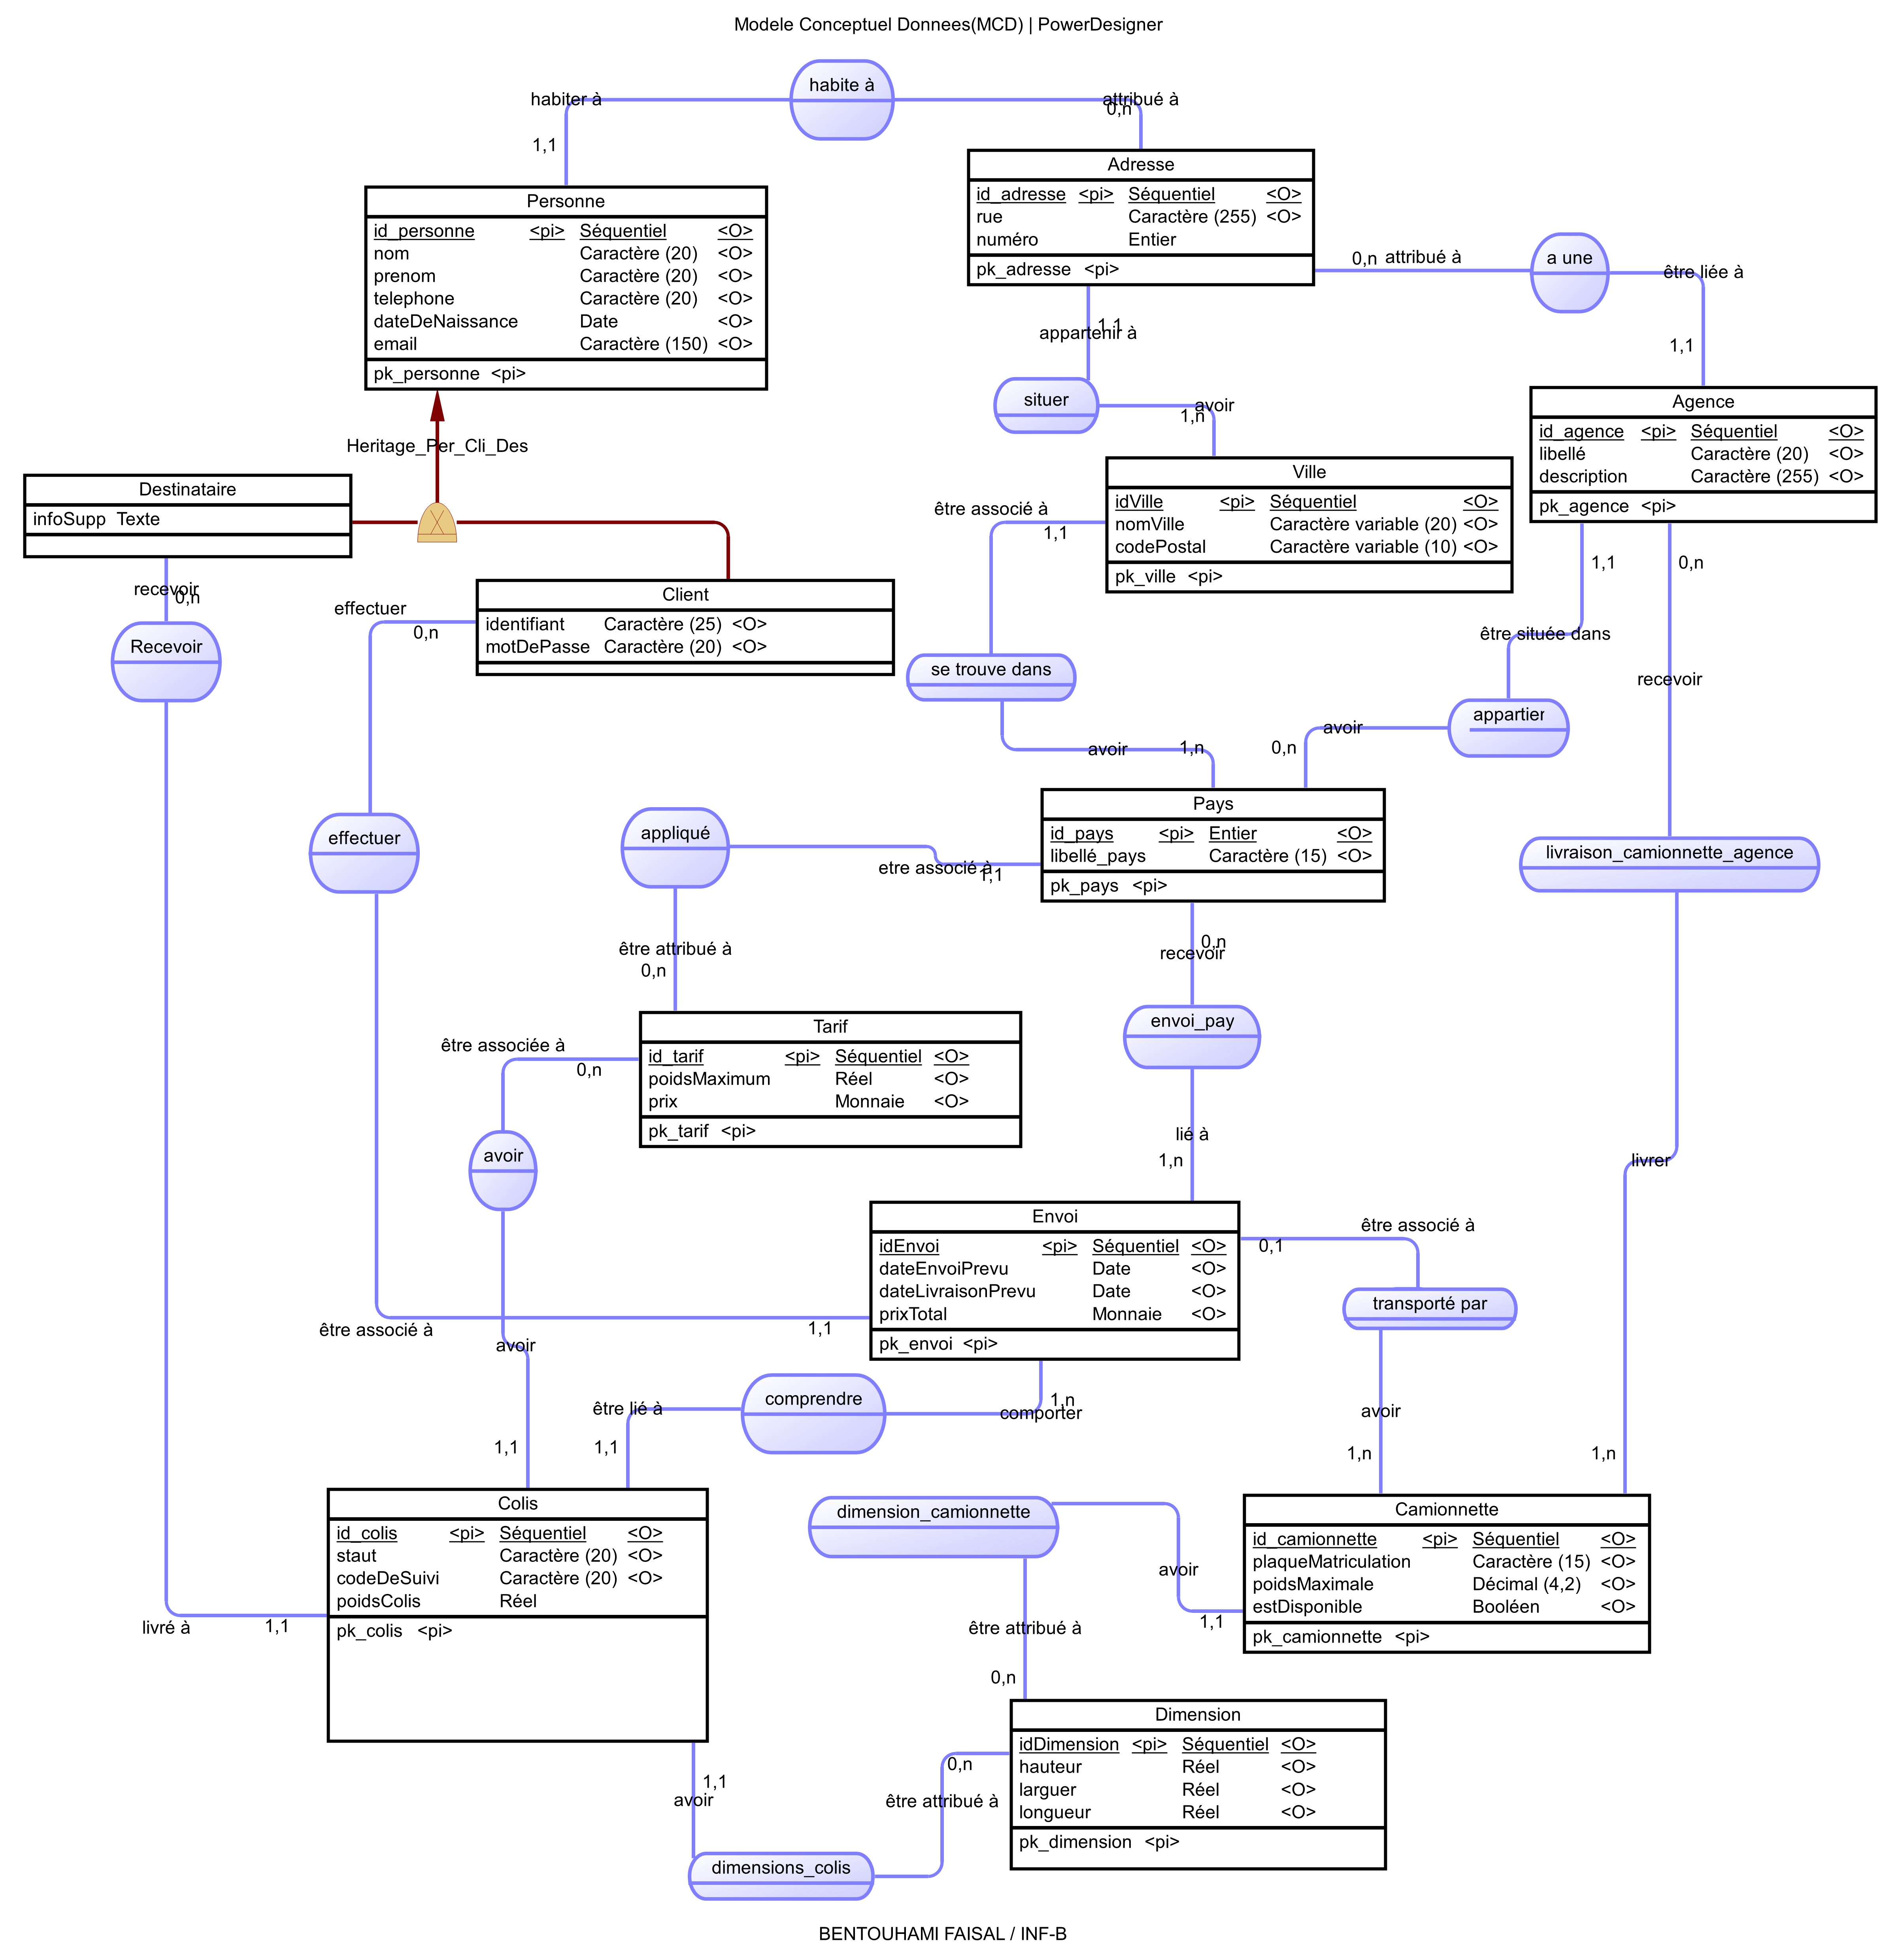 Modele Conceptuel Donnees(MCD) | PowerDesigner
habite à
habiter à
attribué à
0,n
1,1
Personne
id_personne <pi> Séquentiel <O>
nom Caractère (20) <O>
prenom Caractère (20) <O>
telephone Caractère (20) <O>
dateDeNaissance Date <O>
email Caractère (150) <O>
pk_personne <pi>
Adresse
id_adresse <pi> Séquentiel <O>
rue Caractère (255) <O>
numéro Entier
pk_adresse <pi>
0,n attribué à
a une
être liée à
1,1
1,1
appartenir à
situer
avoir
1,n
Agence
id_agence <pi> Séquentiel <O>
libellé Caractère (20) <O>
description Caractère (255) <O>
pk_agence <pi>
Heritage_Per_Cli_Des
Destinataire
infoSupp Texte
Ville
idVille <pi> Séquentiel <O>
nomVille Caractère variable (20) <O>
codePostal Caractère variable (10) <O>
pk_ville <pi>
être associé à
1,1
1,1
0,n
recevoir
0,n
Client
identifiant Caractère (25) <O>
motDePasse Caractère (20) <O>
effectuer
0,n
Recevoir
être située dans
se trouve dans
recevoir
appartier
avoir
0,n
avoir
1,n
Pays
id_pays <pi> Entier <O>
libellé_pays Caractère (15) <O>
pk_pays <pi>
effectuer
appliqué
etre associé à
1,1
livraison_camionnette_agence
être attribué à
0,n
0,n
recevoir
envoi_pay
Tarif
id_tarif <pi> Séquentiel <O>
poidsMaximum Réel <O>
prix Monnaie <O>
pk_tarif <pi>
être associée à
0,n
avoir
lié à
1,n
livrer
Envoi
idEnvoi <pi> Séquentiel <O>
dateEnvoiPrevu Date <O>
dateLivraisonPrevu Date <O>
prixTotal Monnaie <O>
pk_envoi <pi>
être associé à
0,1
transporté par
être associé à
1,1
avoir
comprendre
être lié à
1,n
comporter
avoir
1,1
1,1
1,n
1,n
Colis
id_colis <pi> Séquentiel <O>
staut Caractère (20) <O>
codeDeSuivi Caractère (20) <O>
poidsColis Réel
pk_colis <pi>
dimension_camionnette
Camionnette
id_camionnette <pi> Séquentiel <O>
plaqueMatriculation Caractère (15) <O>
poidsMaximale Décimal (4,2) <O>
estDisponible Booléen <O>
pk_camionnette <pi>
avoir
1,1
livré à
1,1
être attribué à
0,n
Dimension
idDimension <pi> Séquentiel <O>
hauteur Réel <O>
larguer Réel <O>
longueur Réel <O>
pk_dimension <pi>
1,1
avoir
0,n
être attribué à
dimensions_colis
BENTOUHAMI FAISAL / INF-B